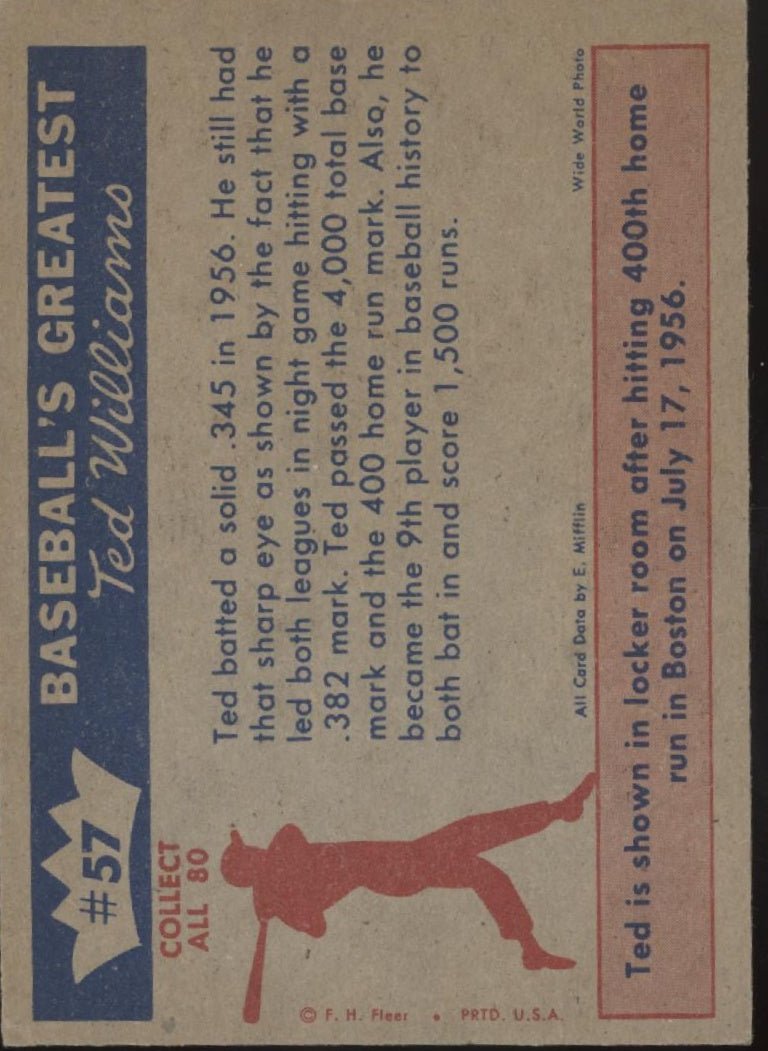 #57
BASEBALL'S GREATEST
Ted Williams
COLLECT
ALL 80
Ted batted a solid .345 in 1956. He still had
that sharp eye as shown by the fact that he
led both leagues in night game hitting with a
.382 mark. Ted passed the 4,000 total base
mark and the 400 home run mark. Also, he
became the 9th player in baseball history to
both bat in and score 1,500 runs.
© F. H. Fleer • PRTD. U.S.A.
All Card Data by E. Mifflin
Wide World Photo
Ted is shown in locker room after hitting 400th home
run in Boston on July 17, 1956.